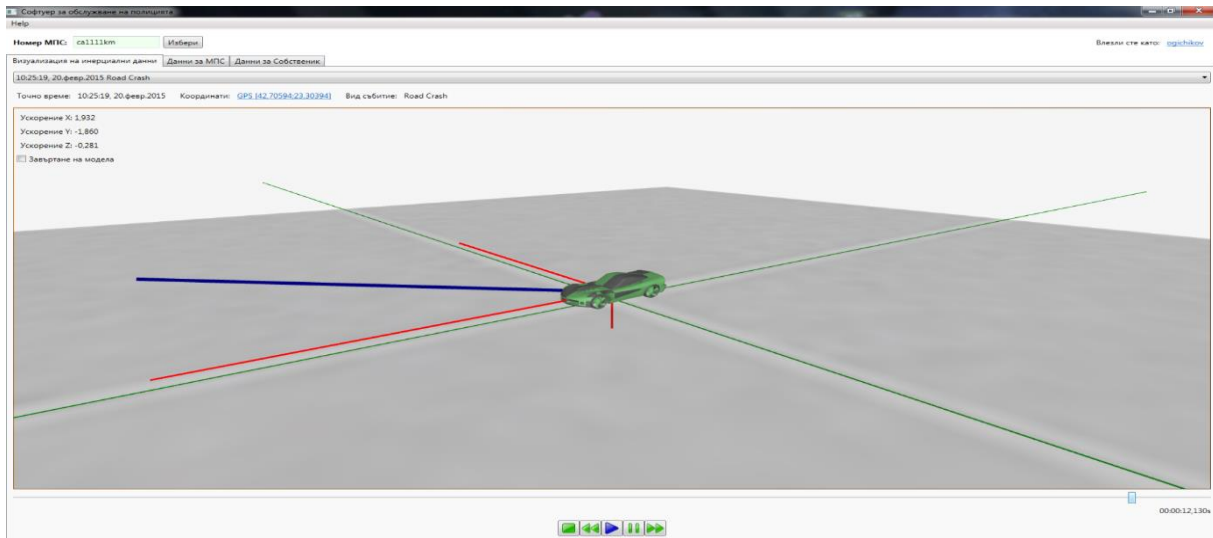 Софтуер за обслужване на полицията
Help
Номер МПС: ca1111km Избери Влезли сте като: ogichikov
Визуализация на инерциални данни Данни за МПС Данни за Собственик
10:25:19, 20.февр.2015 Road Crash
Точно време: 10:25:19, 20.февр.2015 Координати: GPS [42,70594:23,30394] Вид събитие: Road Crash
Ускорение X: 1,932
Ускорение Y: -1,860
Ускорение Z: -0,281
Завъртане на модела
00:00:12,130s